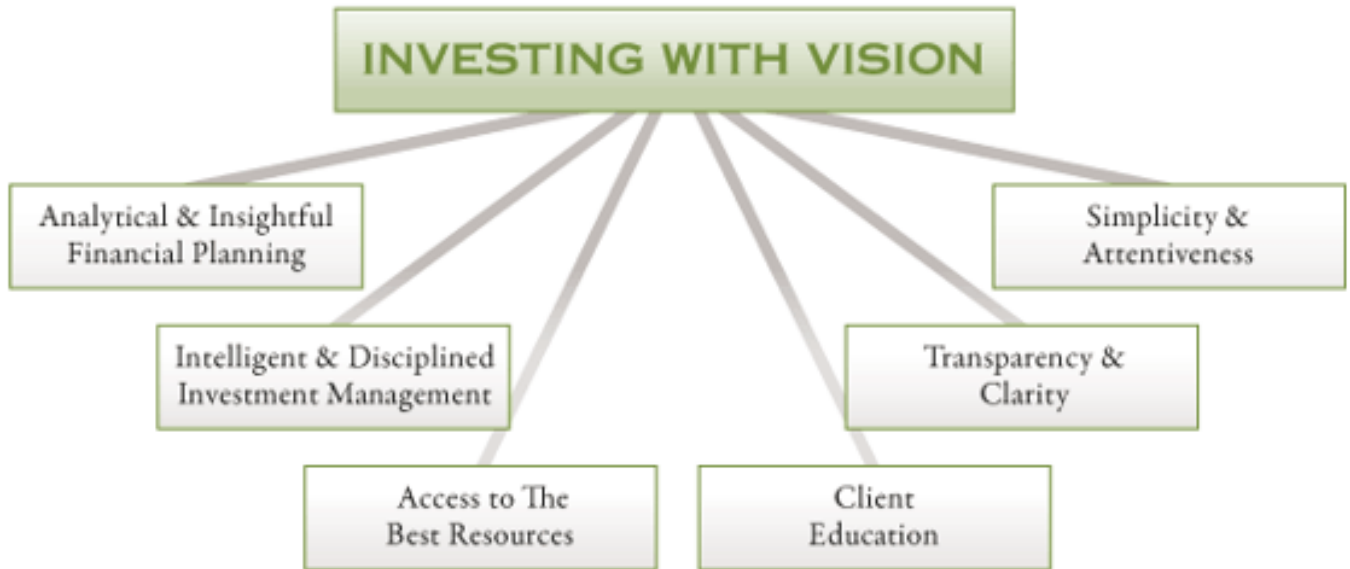 INVESTING WITH VISION
Analytical & Insightful
Financial Planning
Simplicity &
Attentiveness
Intelligent & Disciplined
Investment Management
Transparency &
Clarity
Access to The
Best Resources
Client
Education